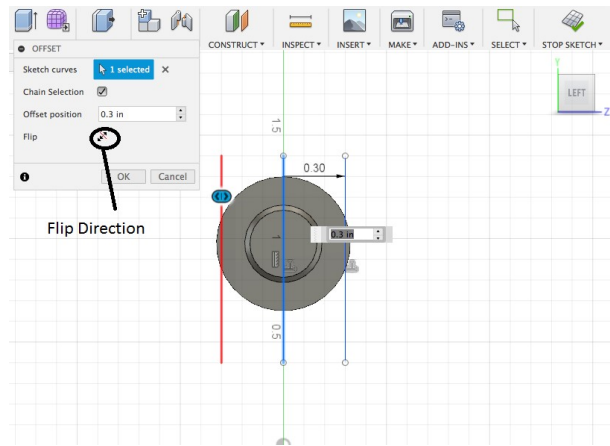 CONSTRUCT ▾ INSPECT ▾ INSERT ▾ MAKE ▾ ADD-INS ▾ SELECT ▾ STOP SKETCH ▾
OFFSET
Sketch curves 1 selected ×
Chain Selection
Offset position 0.3 in
Flip
OK Cancel
Flip Direction
Y
LEFT
Z
1.5
0.30
0.3 in
1
0.5